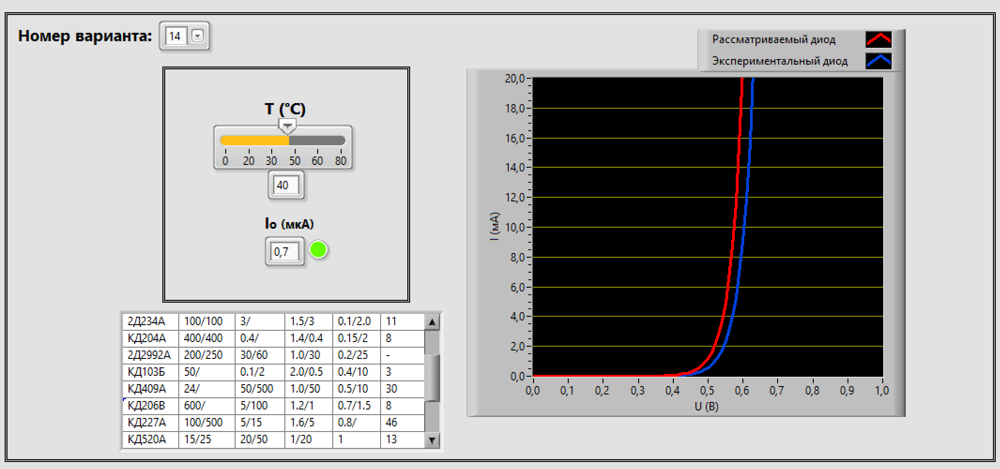 Номер варианта: 14
Рассматриваемый диод
Экспериментальный диод
T (°C)
0 20 30 50 60 80
40
Io (мкА)
0,7
2Д234А 100/100 3/ 1.5/3 0.1/2.0 11
КД204А 400/400 0.4/ 1.4/0.4 0.15/2 8
2Д2992А 200/250 30/60 1.0/30 0.2/25 -
КД103Б 50/ 0.1/2 2.0/0.5 0.4/10 3
КД409А 24/ 50/500 1.0/50 0.5/10 30
КД206В 600/ 5/100 1.2/1 0.7/1.5 8
КД227А 100/500 5/15 1.6/5 0.8/ 46
КД520А 15/25 20/50 1/20 1 13
20,0
18,0
16,0
14,0
12,0
10,0
8,0
6,0
4,0
2,0
0,0
I (мА)
0,0 0,1 0,2 0,3 0,4 0,5 0,6 0,7 0,8 0,9 1,0
U (В)